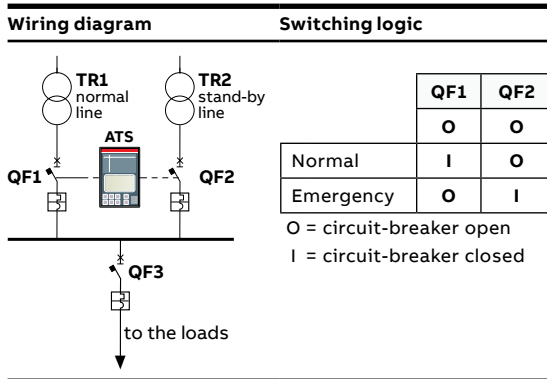 Wiring diagram
Switching logic
TR1
normal
line
TR2
stand-by
line
ATS
QF1
QF2
QF3
to the loads
QF1 QF2
O O
Normal I O
Emergency O I
O = circuit-breaker open
I = circuit-breaker closed